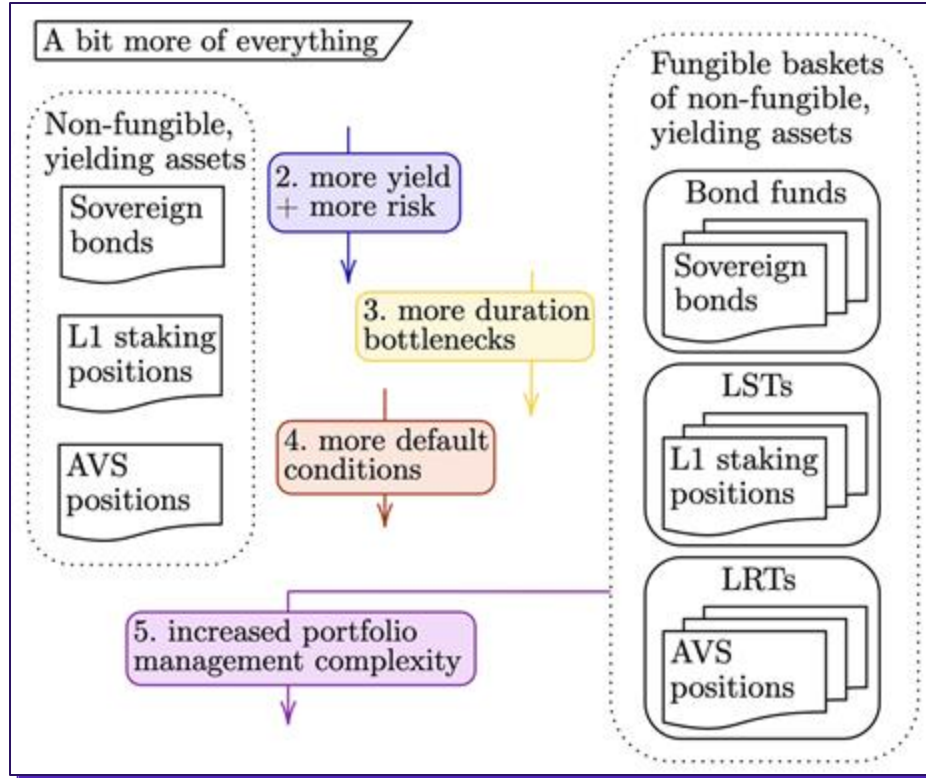 A bit more of everything
Non-fungible,
yielding assets
Sovereign
bonds
L1 staking
positions
AVS
positions
2. more yield
+ more risk
3. more duration
bottlenecks
4. more default
conditions
5. increased portfolio
management complexity
Fungible baskets
of non-fungible,
yielding assets
Bond funds
Sovereign
bonds
LSTs
L1 staking
positions
LRTs
AVS
positions